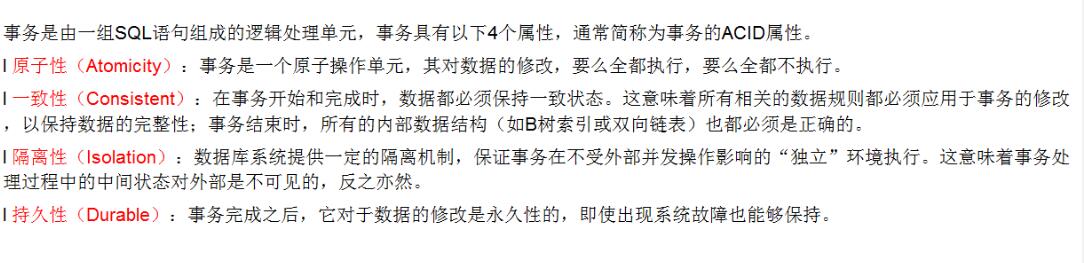 事务是由一组SQL语句组成的逻辑处理单元，事务具有以下4个属性，通常简称为事务的ACID属性。
l 原子性（Atomicity）：事务是一个原子操作单元，其对数据的修改，要么全都执行，要么全都不执行。
l 一致性（Consistent）：在事务开始和完成时，数据都必须保持一致状态。这意味着所有相关的数据规则都必须应用于事务的修改
，以保持数据的完整性；事务结束时，所有的内部数据结构（如B树索引或双向链表）也都必须是正确的。
l 隔离性（Isolation）：数据库系统提供一定的隔离机制，保证事务在不受外部并发操作影响的“独立”环境执行。这意味着事务处
理过程中的中间状态对外部是不可见的，反之亦然。
l 持久性（Durable）：事务完成之后，它对于数据的修改是永久性的，即使出现系统故障也能够保持。